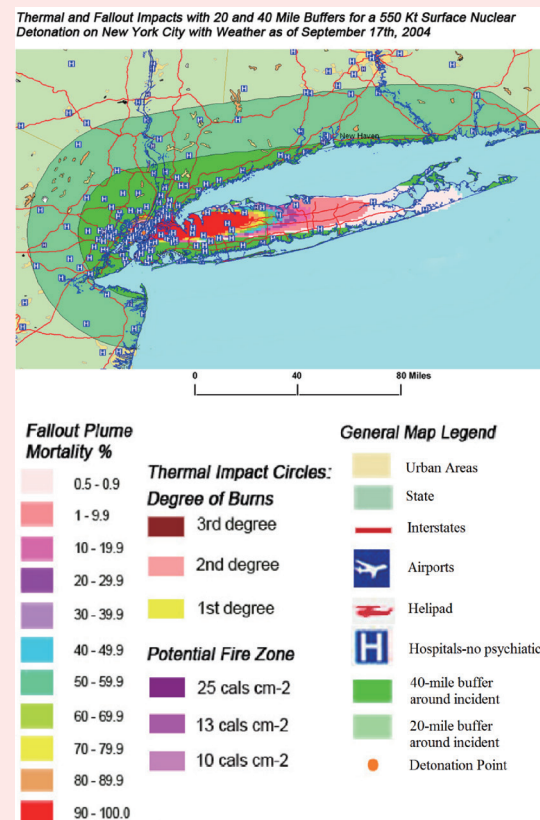 Thermal and Fallout Impacts with 20 and 40 Mile Buffers for a 550 Kt Surface Nuclear
Detonation on New York City with Weather as of September 17th, 2004
New Haven
0 40 80 Miles
Fallout Plume
Mortality %
0.5 - 0.9
1 - 9.9
10 - 19.9
20 - 29.9
30 - 39.9
40 - 49.9
50 - 59.9
60 - 69.9
70 - 79.9
80 - 89.9
90 - 100.0
Thermal Impact Circles:
Degree of Burns
3rd degree
2nd degree
1st degree
Potential Fire Zone
25 cals cm-2
13 cals cm-2
10 cals cm-2
General Map Legend
Urban Areas
State
Interstates
Airports
Helipad
H
Hospitals-no psychiatic
40-mile buffer
around incident
20-mile buffer
around incident
Detonation Point